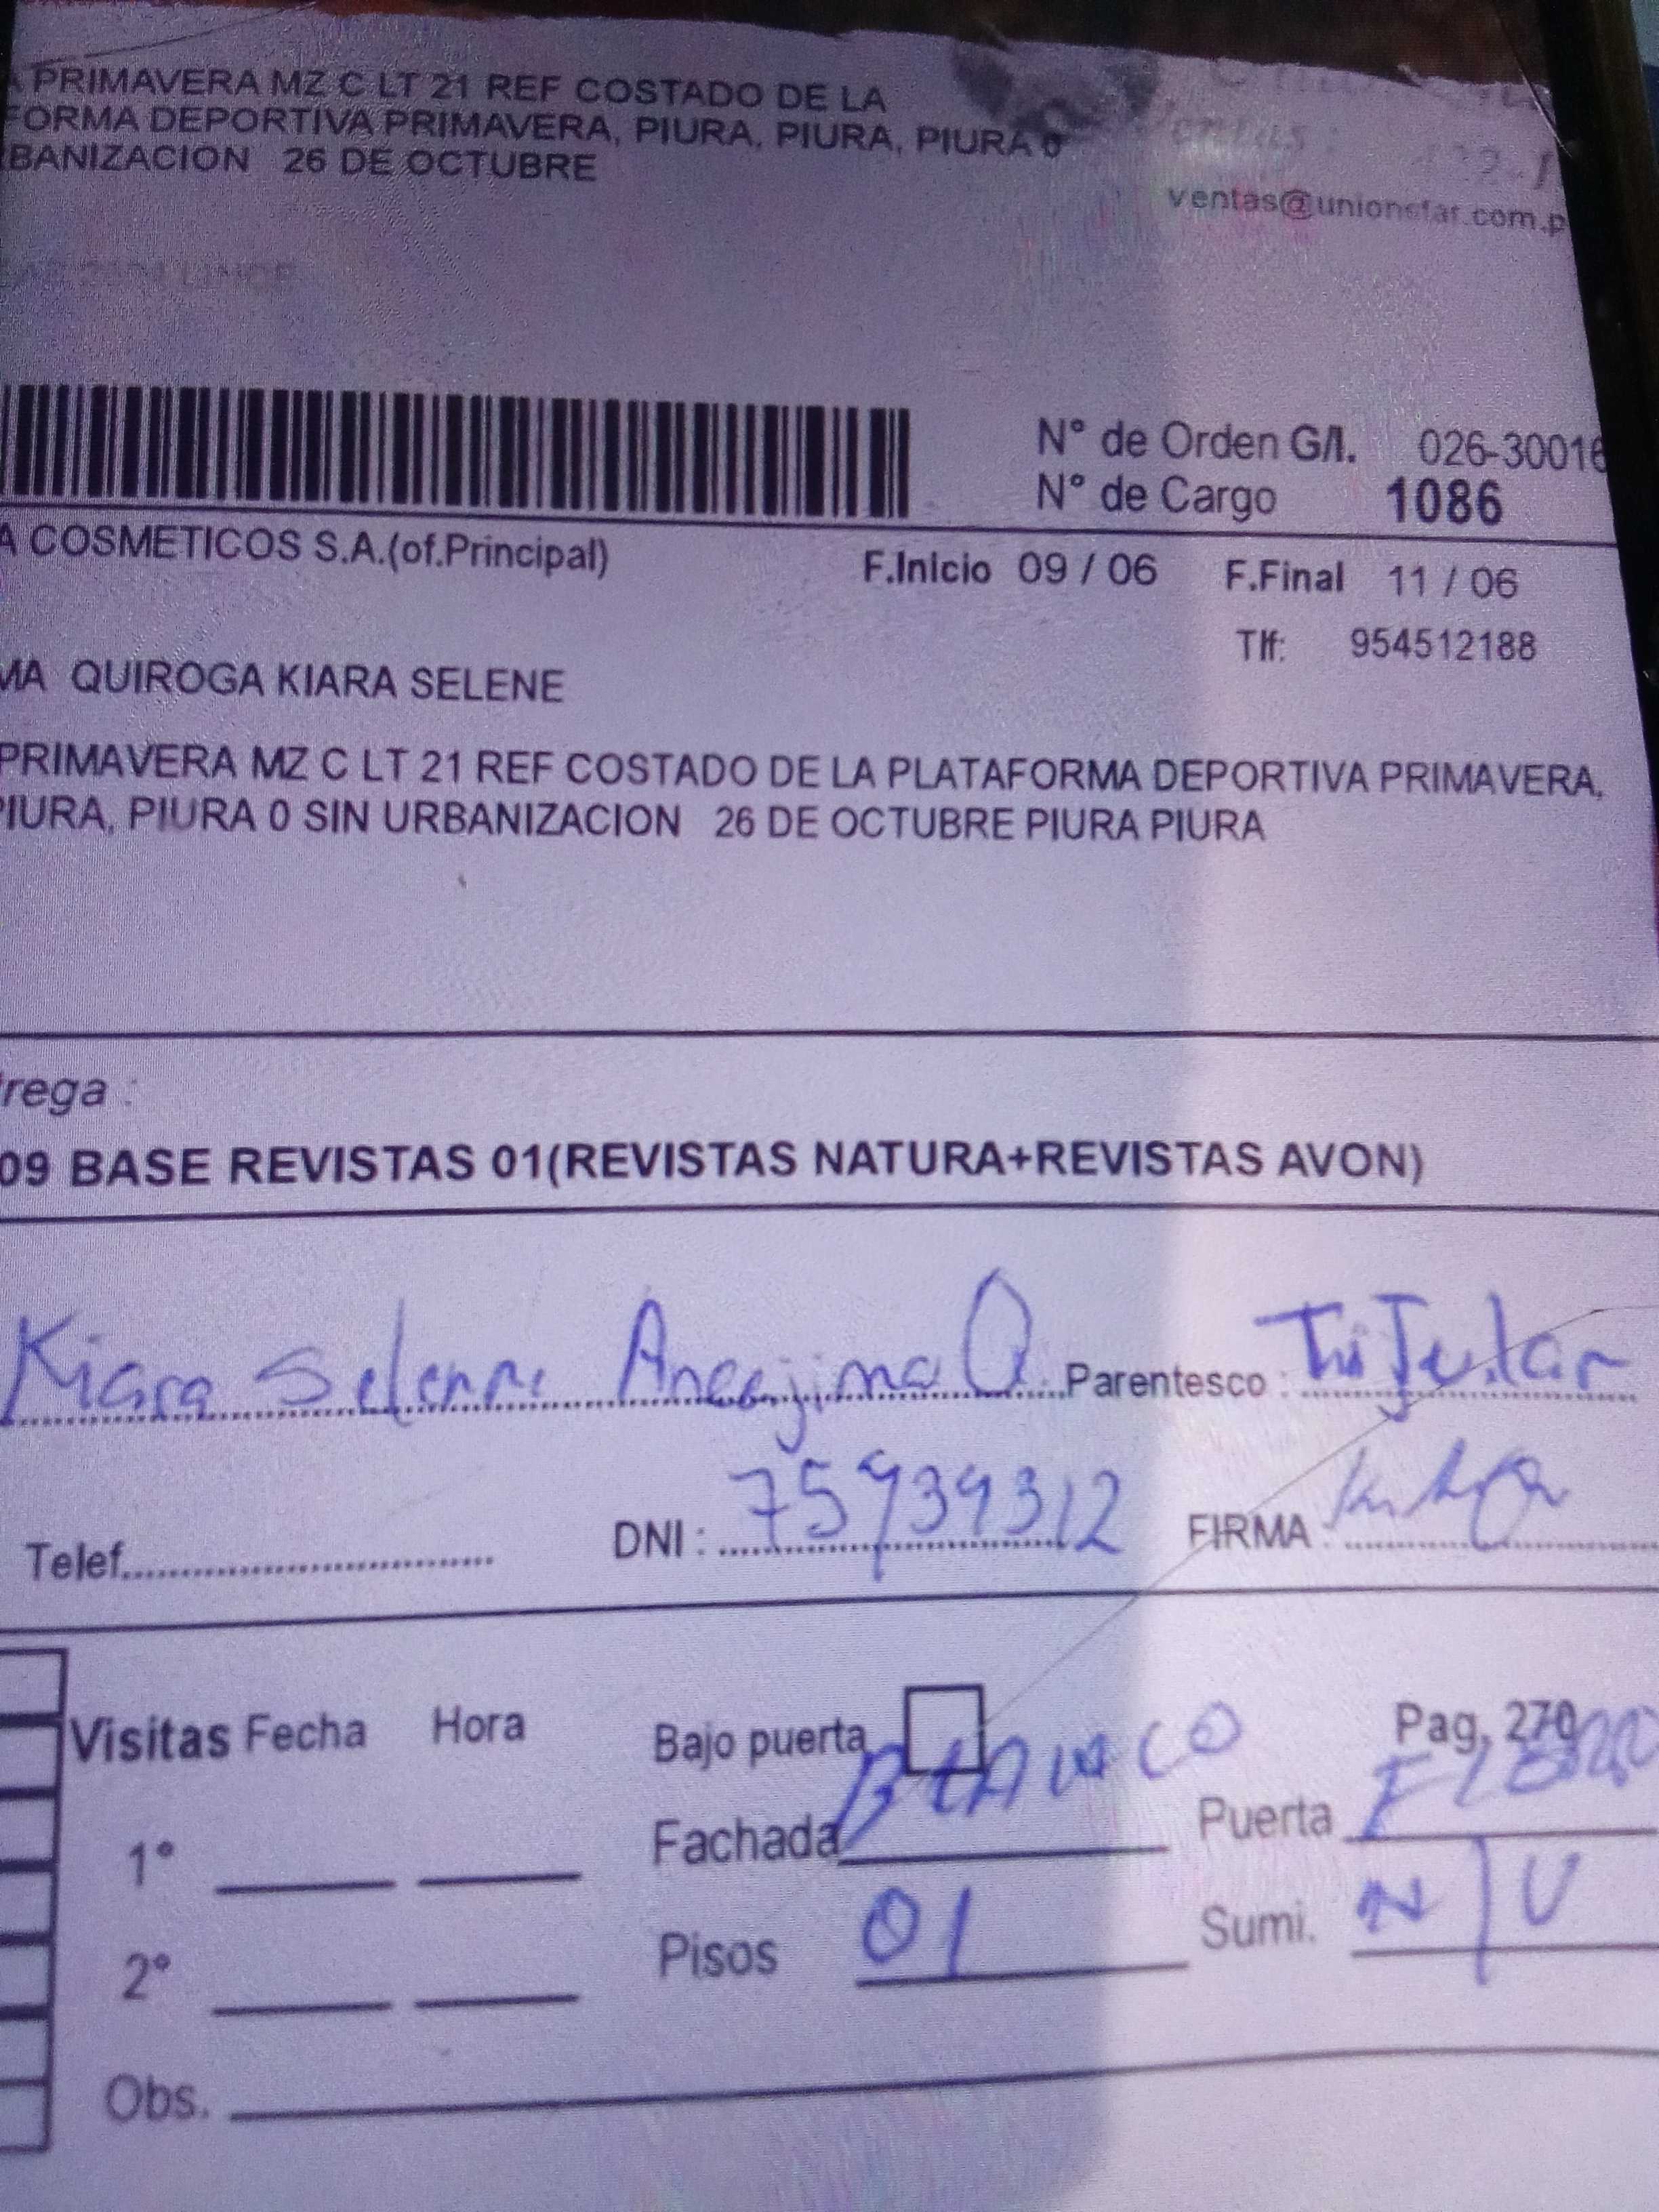 PRIMAVERA MZ C LT 21 REF COSTADO DE LA
FORMA DEPORTIVA PRIMAVERA, PIURA, PIURA, PIURA 0
BANIZACION 26 DE OCTUBRE
ventas@unionstar.com.p
N° de Orden G/I. 026-30016
N° de Cargo 1086
A COSMETICOS S.A.(of.Principal) F.Inicio 09 / 06 F.Final 11 / 06
Tlf: 954512188
MA QUIROGA KIARA SELENE
PRIMAVERA MZ C LT 21 REF COSTADO DE LA PLATAFORMA DEPORTIVA PRIMAVERA,
PIURA, PIURA 0 SIN URBANIZACION 26 DE OCTUBRE PIURA PIURA
rega :
09 BASE REVISTAS 01(REVISTAS NATURA+REVISTAS AVON)
Kiara Selene Q Parentesco :
Telef. DNI : 75939312 FIRMA :
Visitas Fecha Hora Bajo puerta Pag. 270
1° Fachada BLANCO Puerta FIERRO
2° Pisos 01 Sumi. N/V
Obs.